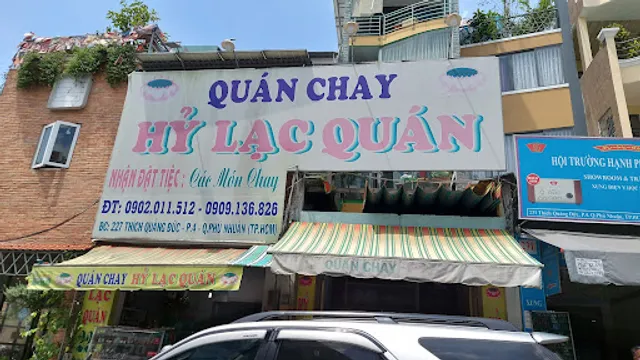 QUÁN CHAY
HỶ LẠC QUÁN
NHẬN ĐẶT TIỆC : Các Món Chay
ĐT: 0902.011.512 - 0909.136.826
ĐC: 227 THÍCH QUẢNG ĐỨC - P.4 - Q.PHÚ NHUẬN (TP.HCM)
QUÁN CHAY HỶ LẠC QUÁN
QUÁN CHAY
HỘI TRƯỜNG HẠNH
SHOWROOM &